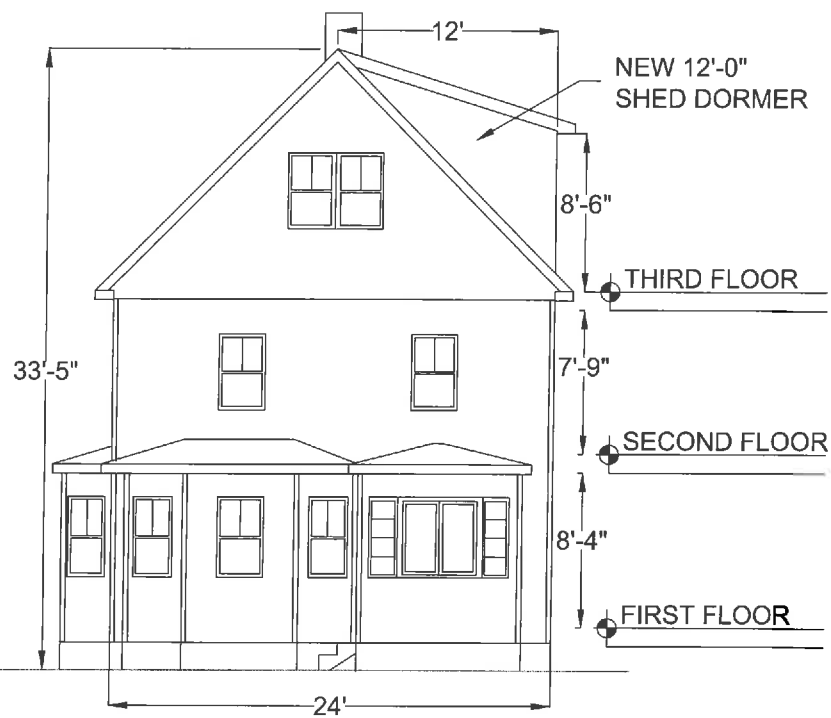 12'
NEW 12'-0"
SHED DORMER
8'-6"
THIRD FLOOR
33'-5"
7'-9"
SECOND FLOOR
8'-4"
FIRST FLOOR
24'